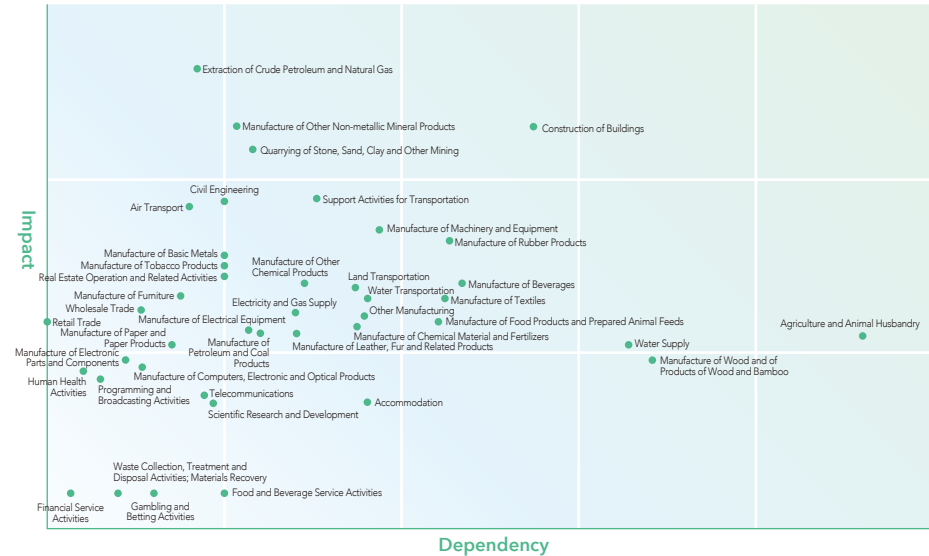 Extraction of Crude Petroleum and Natural Gas
Manufacture of Other Non-metallic Mineral Products
Construction of Buildings
Quarrying of Stone, Sand, Clay and Other Mining
Civil Engineering
Air Transport
Support Activities for Transportation
Impact
Manufacture of Machinery and Equipment
Manufacture of Rubber Products
Manufacture of Basic Metals
Manufacture of Tobacco Products
Real Estate Operation and Related Activities
Manufacture of Other
Chemical Products
Land Transportation
Water Transportation
Manufacture of Beverages
Manufacture of Textiles
Manufacture of Furniture
Wholesale Trade
Electricity and Gas Supply
Other Manufacturing
Retail Trade
Manufacture of Electrical Equipment
Manufacture of Food Products and Prepared Animal Feeds
Agriculture and Animal Husbandry
Manufacture of Paper and
Paper Products
Manufacture of
Petroleum and Coal
Products
Manufacture of Chemical Material and Fertilizers
Manufacture of Leather, Fur and Related Products
Water Supply
Manufacture of Wood and of
Products of Wood and Bamboo
Manufacture of Electronic
Parts and Components
Manufacture of Computers, Electronic and Optical Products
Human Health
Activities
Programming and
Broadcasting Activities
Telecommunications
Scientific Research and Development
Accommodation
Waste Collection, Treatment and
Disposal Activities; Materials Recovery
Food and Beverage Service Activities
Financial Service
Activities
Gambling and
Betting Activities
Dependency